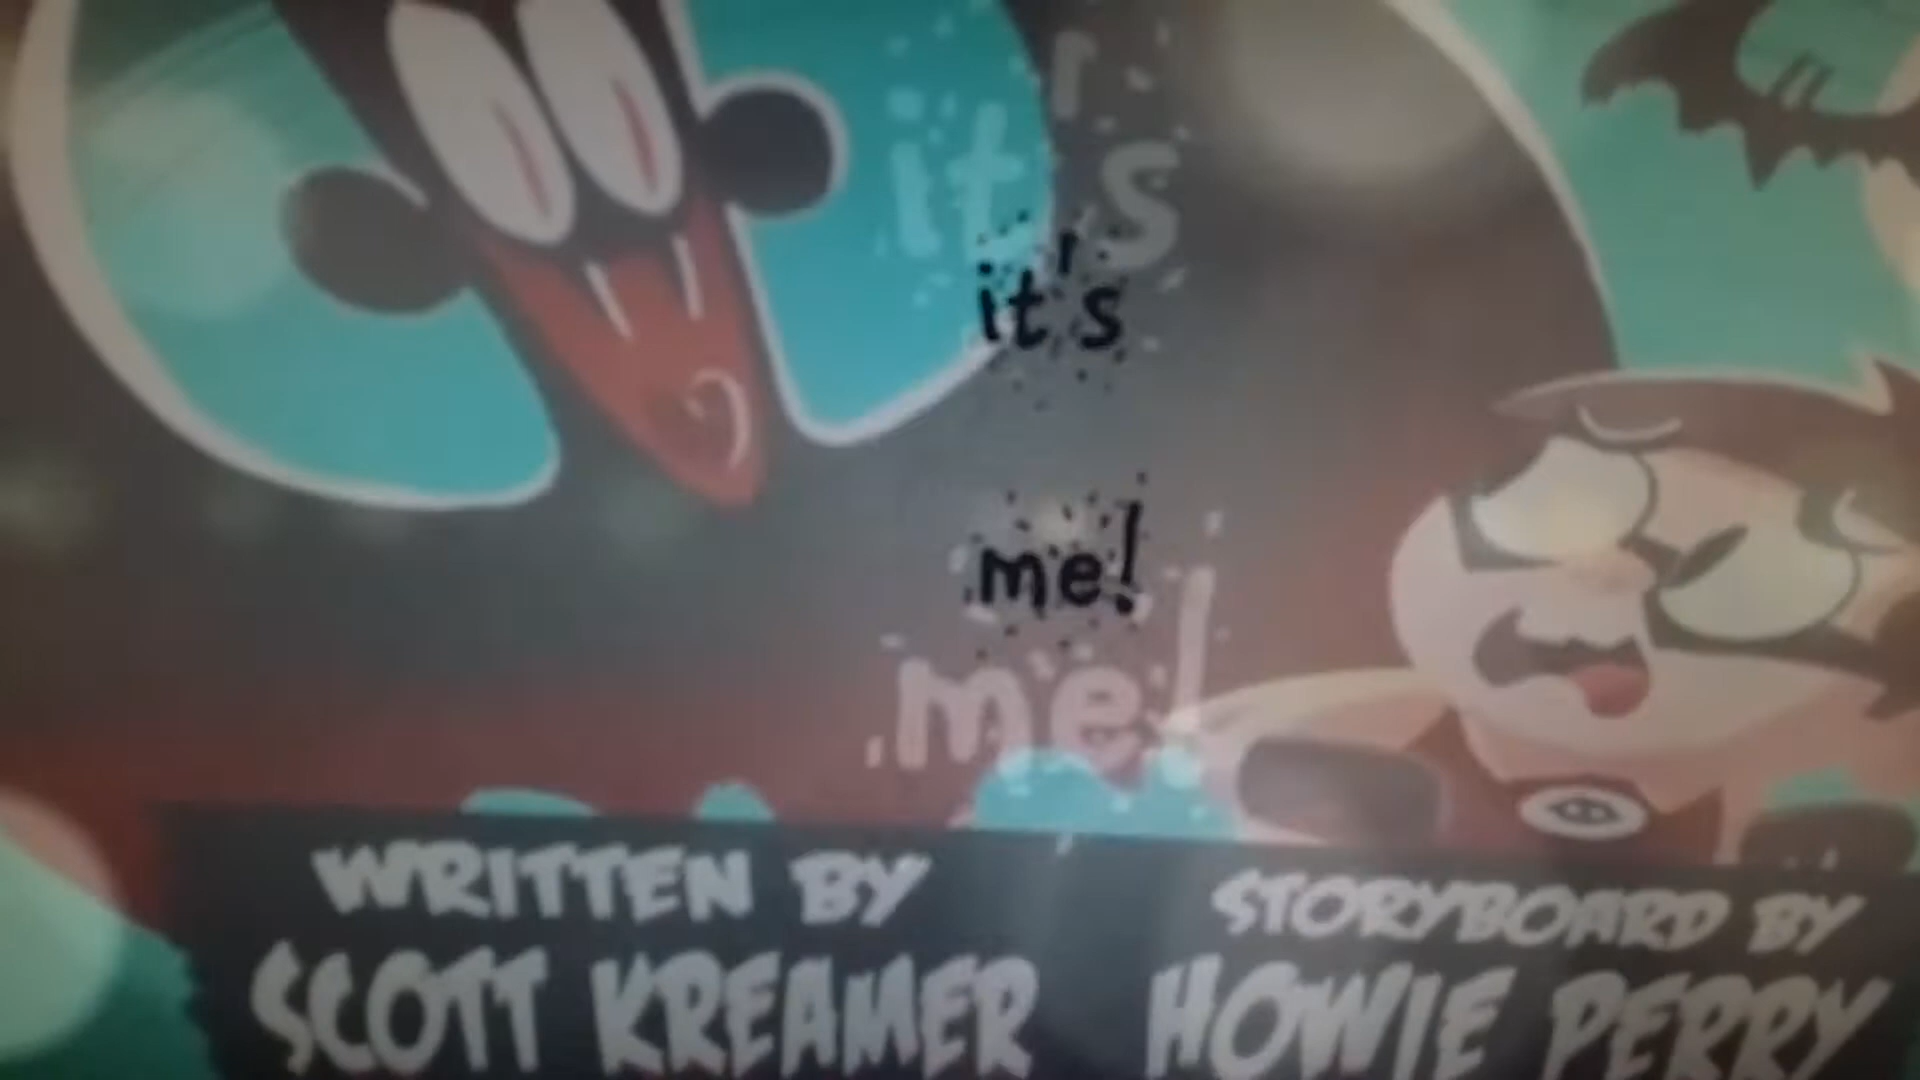 it's
it's
me!
me!
WRITTEN BY
SCOTT KREAMER
STORYBOARD BY
HOWIE PERRY